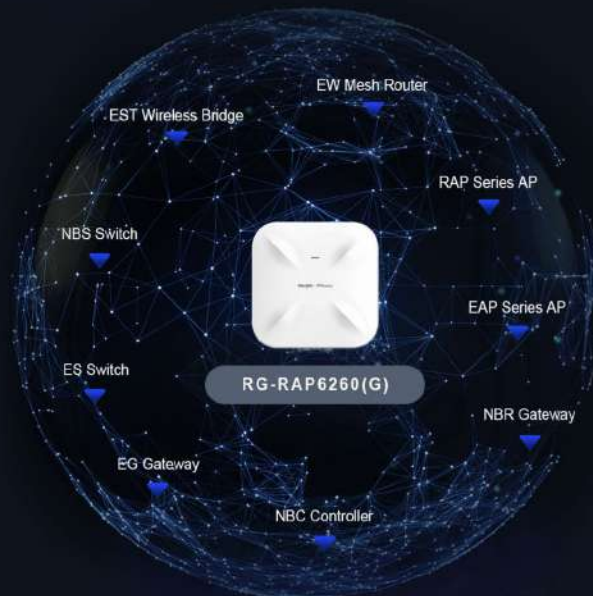 EW Mesh Router
EST Wireless Bridge
RAP Series AP
NBS Switch
EAP Series AP
ES Switch
RG-RAP6260(G)
NBR Gateway
EG Gateway
NBC Controller